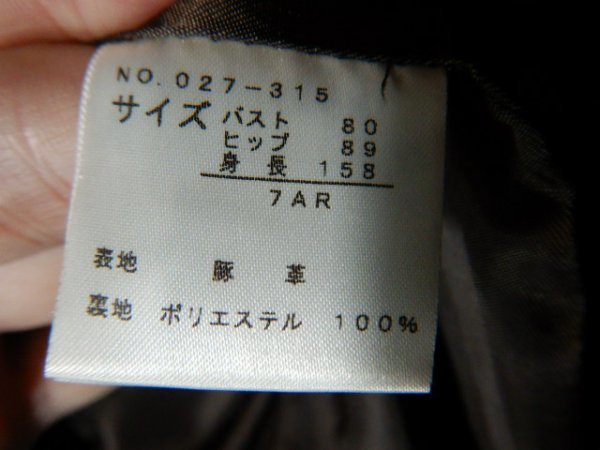 NO. 027-315
サイズ バスト 80
ヒップ 89
身長 158
7AR
表地 豚革
裏地 ポリエステル 100%